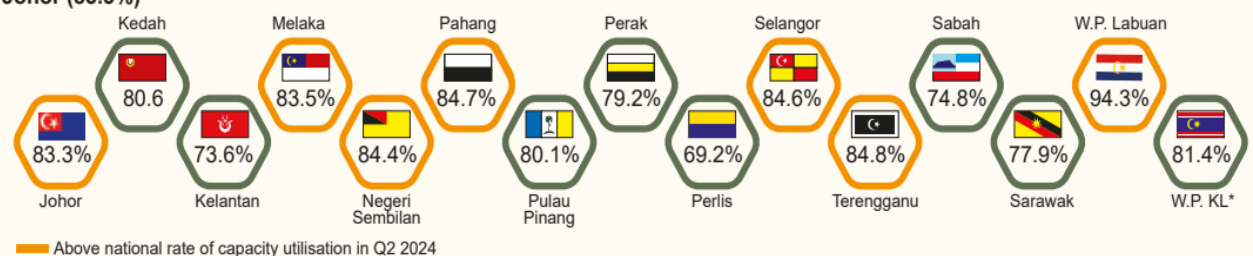 Kedah
Melaka
Pahang
Perak
Selangor
Sabah
W.P. Labuan
80.6
83.5%
84.7%
79.2%
84.6%
74.8%
94.3%
83.3%
73.6%
84.4%
80.1%
69.2%
84.8%
77.9%
81.4%
Johor
Kelantan
Negeri
Sembilan
Pulau
Pinang
Perlis
Terengganu
Sarawak
W.P. KL*
Above national rate of capacity utilisation in Q2 2024